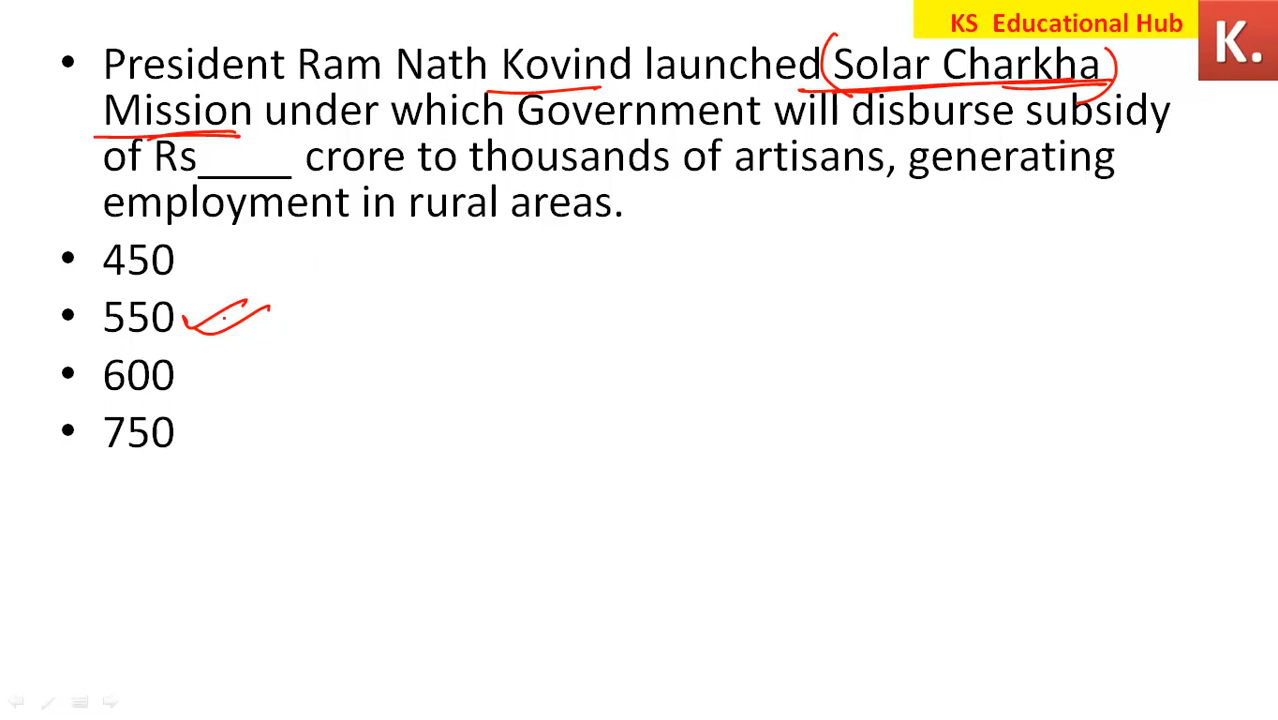 KS Educational Hub
K.
• President Ram Nath Kovind launched Solar Charkha
Mission under which Government will disburse subsidy
of Rs____ crore to thousands of artisans, generating
employment in rural areas.
• 450
• 550
• 600
• 750